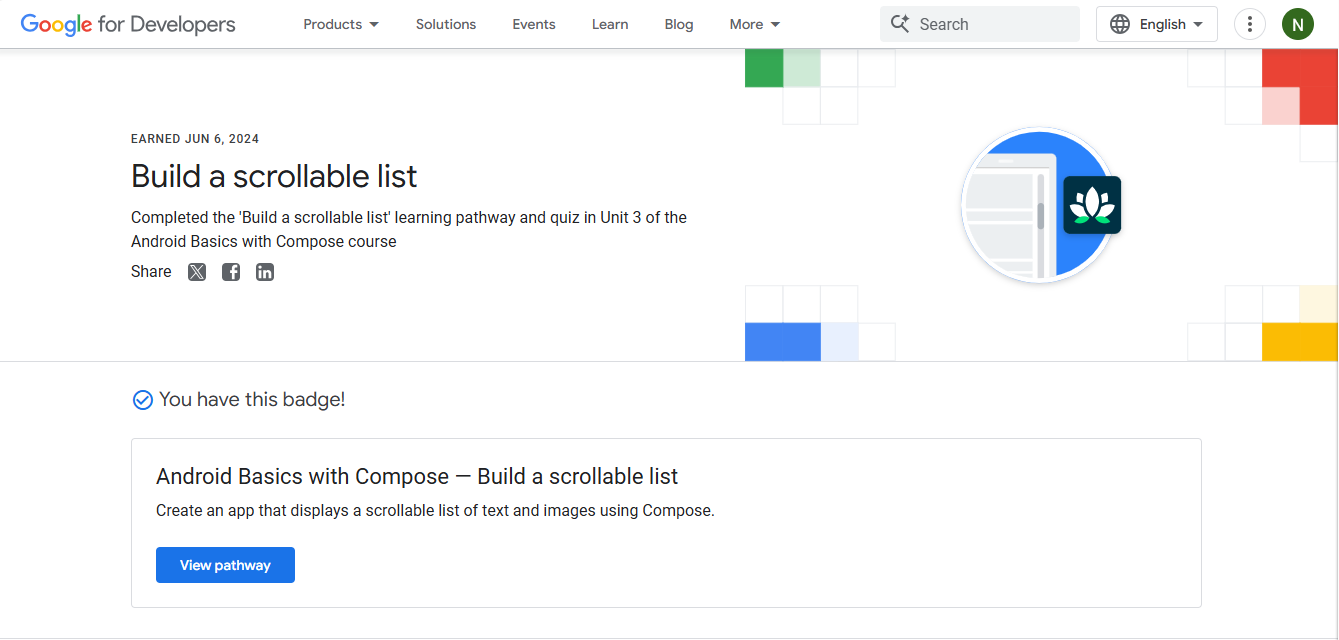 Google for Developers Products Solutions Events Learn Blog More Search English N
EARNED JUN 6, 2024
Build a scrollable list
Completed the 'Build a scrollable list' learning pathway and quiz in Unit 3 of the
Android Basics with Compose course
Share
You have this badge!
Android Basics with Compose — Build a scrollable list
Create an app that displays a scrollable list of text and images using Compose.
View pathway